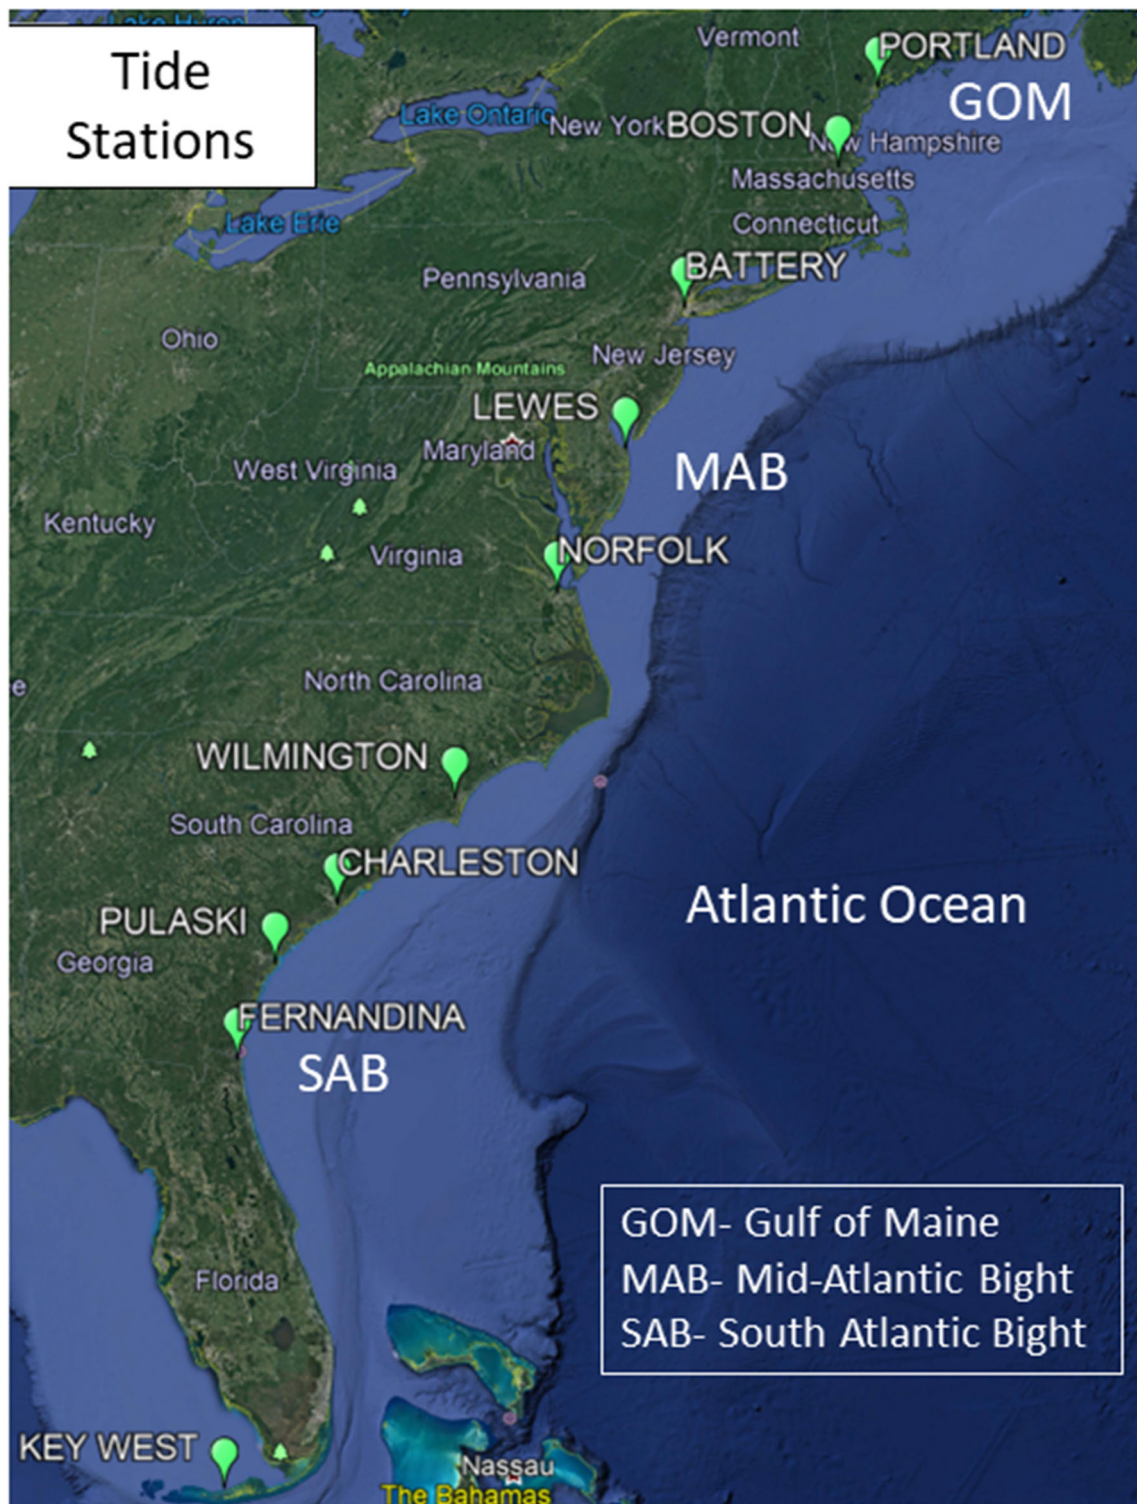 Lake Huron
Tide
Stations
Vermont
PORTLAND
GOM
Lake Ontario
New York
BOSTON
New Hampshire
Massachusetts
Lake Erie
Connecticut
BATTERY
Pennsylvania
Ohio
New Jersey
Appalachian Mountains
LEWES
Maryland
MAB
West Virginia
Kentucky
Virginia
NORFOLK
North Carolina
e
WILMINGTON
South Carolina
CHARLESTON
Atlantic Ocean
PULASKI
Georgia
FERNANDINA
SAB
GOM- Gulf of Maine
MAB- Mid-Atlantic Bight
SAB- South Atlantic Bight
Florida
KEY WEST
Nassau
The Bahamas